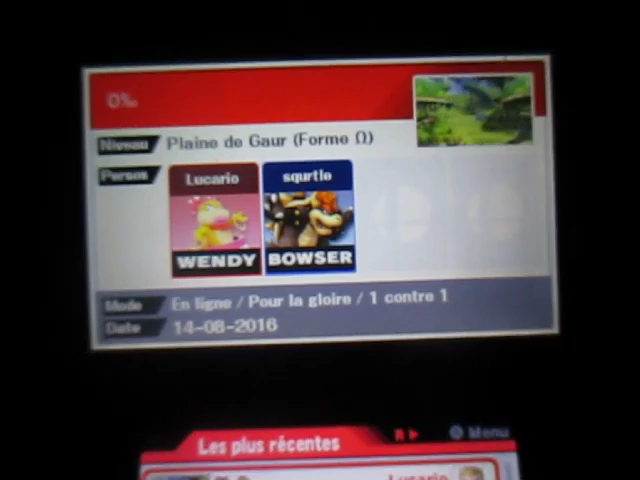 0%
Niveau Plaine de Gaur (Forme Ω)
Persos
Lucario squrtle
WENDY BOWSER
Mode En ligne / Pour la gloire / 1 contre 1
Date 14-08-2016
R Menu
Les plus récentes
Lucario